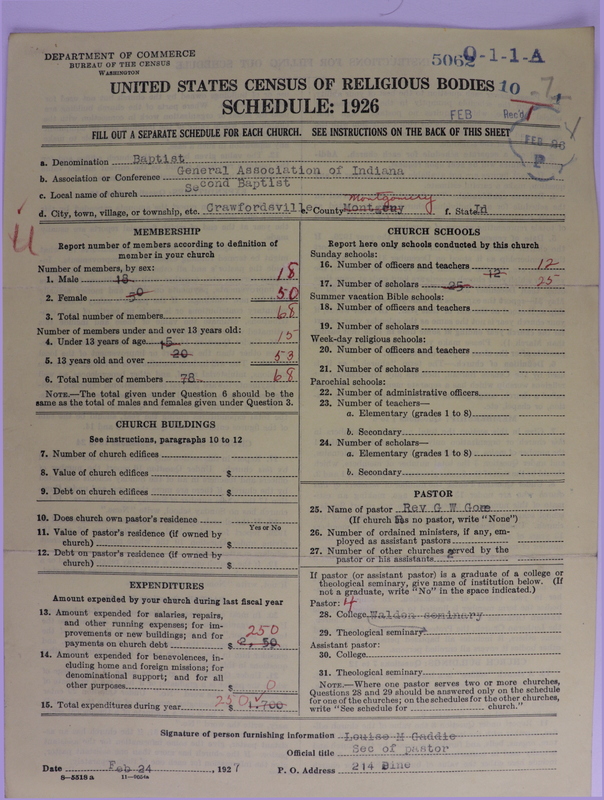 DEPARTMENT OF COMMERCE
BUREAU OF THE CENSUS
WASHINGTON
5062 0-1-1-A
UNITED STATES CENSUS OF RELIGIOUS BODIES 10 -7,
SCHEDULE: 1926
FEB Rec'd 1
FILL OUT A SEPARATE SCHEDULE FOR EACH CHURCH. SEE INSTRUCTIONS ON THE BACK OF THIS SHEET
a. Denomination Baptist
b. Association or Conference General Association of Indiana
c. Local name of church Second Baptist
d. City, town, village, or township, etc. Crawfordsville e. County Montgomery f. State In
MEMBERSHIP
Report number of members according to definition of
member in your church
Number of members, by sex:
1. Male 18 18
2. Female 50 50
3. Total number of members 68
Number of members under and over 13 years old:
4. Under 13 years of age 15 15
5. 13 years old and over 20 53
6. Total number of members 78 68
NOTE.—The total given under Question 6 should be the
same as the total of males and females given under Question 3.
CHURCH BUILDINGS
See instructions, paragraphs 10 to 12
7. Number of church edifices
8. Value of church edifices $
9. Debt on church edifices $
10. Does church own pastor's residence
Yes or No
11. Value of pastor's residence (if owned by
church) $
12. Debt on pastor's residence (if owned by
church) $
EXPENDITURES
Amount expended by your church during last fiscal year
13. Amount expended for salaries, repairs,
and other running expenses; for im-
provements or new buildings; and for 250
payments on church debt $
14. Amount expended for benevolences, in-
cluding home and foreign missions; for
denominational support; and for all
other purposes $ 0
15. Total expenditures during year 250 $ 1.700
CHURCH SCHOOLS
Report here only schools conducted by this church
Sunday schools:
16. Number of officers and teachers 12 12
17. Number of scholars 25 25
Summer vacation Bible schools:
18. Number of officers and teachers
19. Number of scholars
Week-day religious schools:
20. Number of officers and teachers
21. Number of scholars
Parochial schools:
22. Number of administrative officers
23. Number of teachers—
a. Elementary (grades 1 to 8)
b. Secondary
24. Number of scholars—
a. Elementary (grades 1 to 8)
b. Secondary
PASTOR
25. Name of pastor Rev G W Gore
(If church has no pastor, write "None")
26. Number of ordained ministers, if any, em-
ployed as assistant pastors
27. Number of other churches served by the
pastor or his assistants
If pastor (or assistant pastor) is a graduate of a college or
theological seminary, give name of institution below. (If
not a graduate, write "No" in the space indicated.)
Pastor: 4
28. College Walden seminary
29. Theological seminary
Assistant pastor:
30. College
31. Theological seminary
NOTE.—Where one pastor serves two or more churches,
Questions 28 and 29 should be answered only on the schedule
for one of the churches; on the schedules for the other churches,
write "See schedule for church."
Signature of person furnishing information Louise M Gaddie
Official title Sec of pastor
Date Feb 24, 1927 P. O. Address 214 Pine
8—5518 a 11—9024a